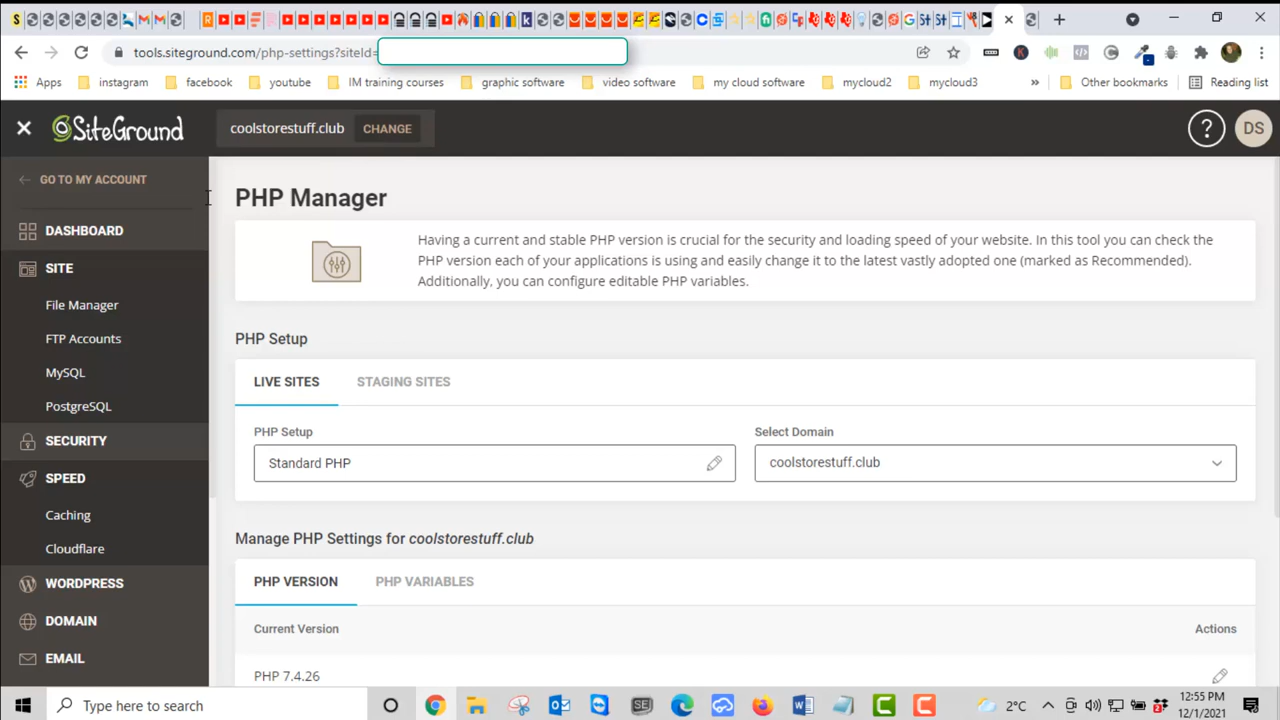 tools.siteground.com/php-settings?siteId=
Apps
instagram
facebook
youtube
IM training courses
graphic software
video software
my cloud software
mycloud2
mycloud3
»
Other bookmarks
Reading list
SiteGround
coolstorestuff.club
CHANGE
?
DS
GO TO MY ACCOUNT
DASHBOARD
SITE
File Manager
FTP Accounts
MySQL
PostgreSQL
SECURITY
SPEED
Caching
Cloudflare
WORDPRESS
DOMAIN
EMAIL
PHP Manager
Having a current and stable PHP version is crucial for the security and loading speed of your website. In this tool you can check the
PHP version each of your applications is using and easily change it to the latest vastly adopted one (marked as Recommended).
Additionally, you can configure editable PHP variables.
PHP Setup
LIVE SITES
STAGING SITES
PHP Setup
Select Domain
Standard PHP
coolstorestuff.club
Manage PHP Settings for coolstorestuff.club
PHP VERSION
PHP VARIABLES
Current Version
Actions
PHP 7.4.26
Type here to search
2°C
12:55 PM
12/1/2021